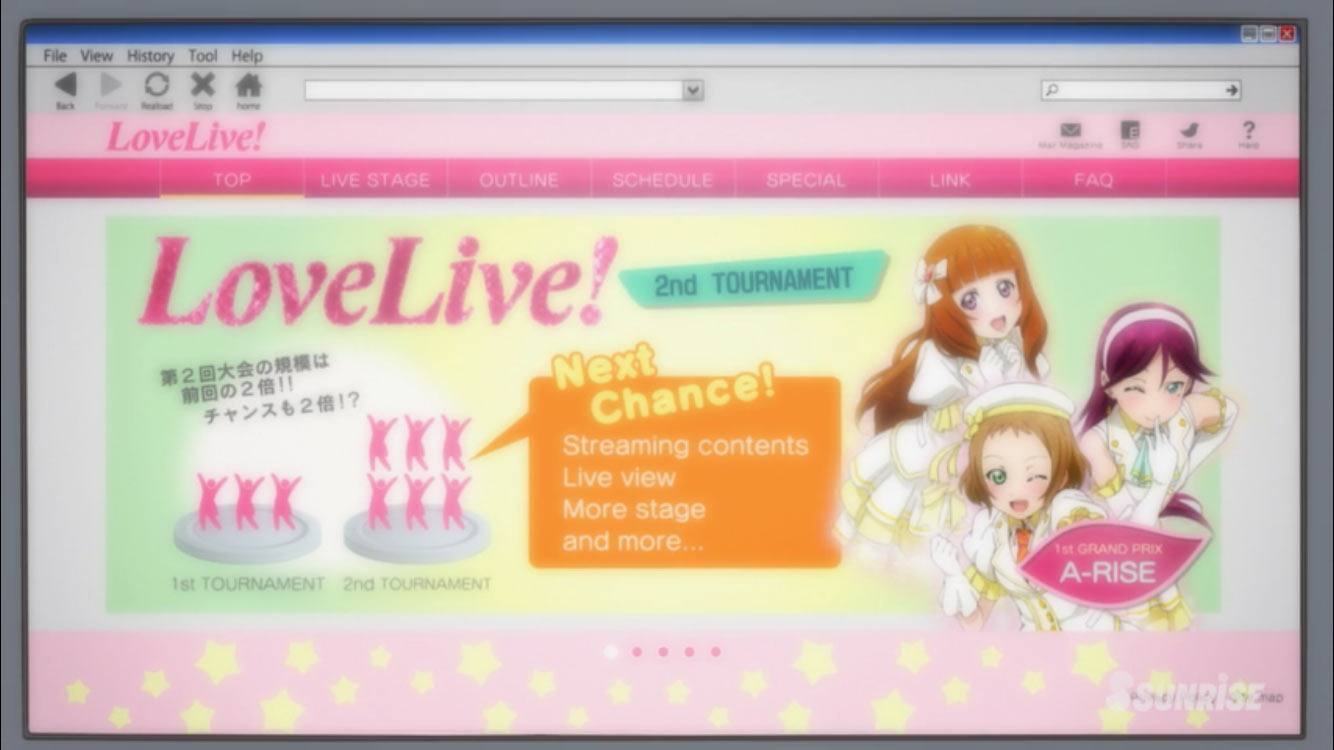 File View History Tool Help
Back Forward Realoud Stop home
LoveLive!
Mail Magazine SNS Share Help
TOP LIVE STAGE OUTLINE SCHEDULE SPECIAL LINK FAQ
LoveLive!
2nd TOURNAMENT
第2回大会の規模は
前回の2倍!!
チャンスも2倍!?
Next
Chance!
Streaming contents
Live view
More stage
and more...
1st TOURNAMENT 2nd TOURNAMENT
1st GRAND PRIX
A-RISE
SUNRiSE
map